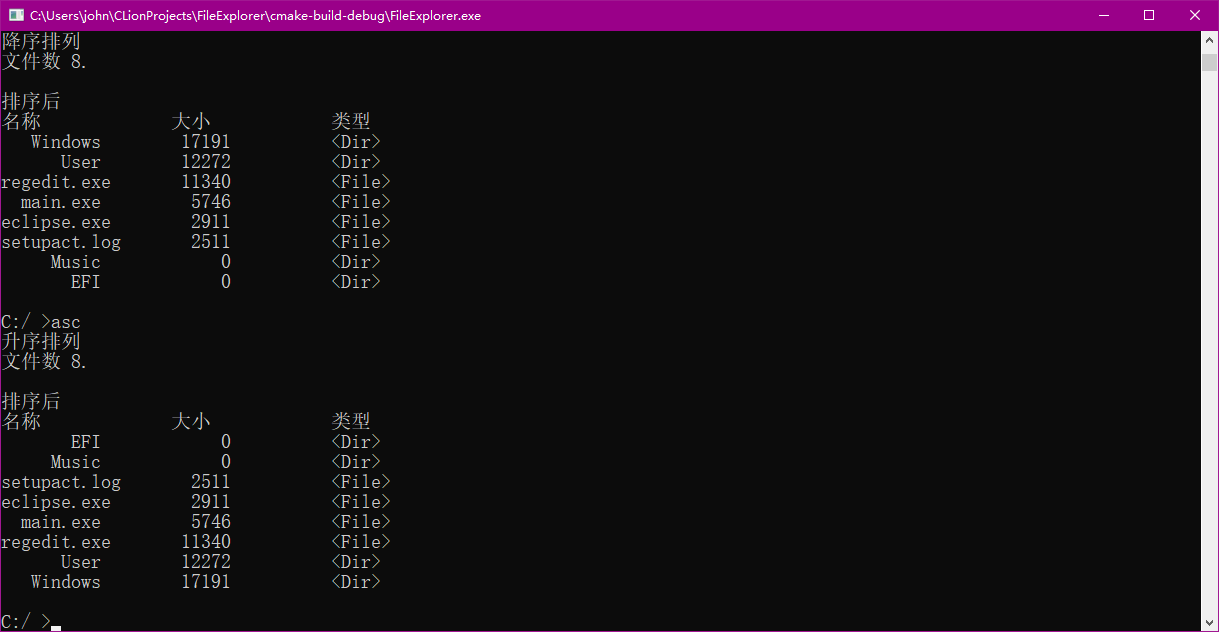 C:\Users\john\CLionProjects\FileExplorer\cmake-build-debug\FileExplorer.exe
降序排列
文件数 8.
排序后
名称 大小 类型
Windows 17191 <Dir>
User 12272 <Dir>
regedit.exe 11340 <File>
main.exe 5746 <File>
eclipse.exe 2911 <File>
setupact.log 2511 <File>
Music 0 <Dir>
EFI 0 <Dir>
C:/ >asc
升序排列
文件数 8.
排序后
名称 大小 类型
EFI 0 <Dir>
Music 0 <Dir>
setupact.log 2511 <File>
eclipse.exe 2911 <File>
main.exe 5746 <File>
regedit.exe 11340 <File>
User 12272 <Dir>
Windows 17191 <Dir>
C:/ >